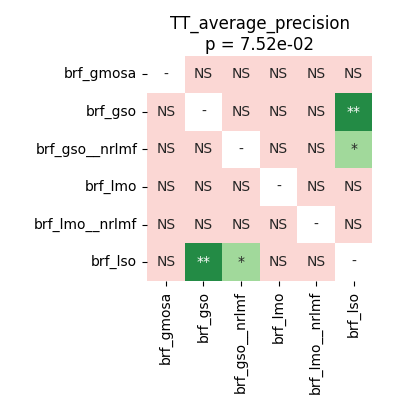 TT_average_precision
p = 7.52e-02
brf_gmosa - NS NS NS NS NS
brf_gso NS - NS NS NS **
brf_gso__nrlmf NS NS - NS NS *
brf_lmo NS NS NS - NS NS
brf_lmo__nrlmf NS NS NS NS - NS
brf_lso NS ** * NS NS -
brf_gmosa
brf_gso
brf_gso__nrlmf
brf_lmo
brf_lmo__nrlmf
brf_lso